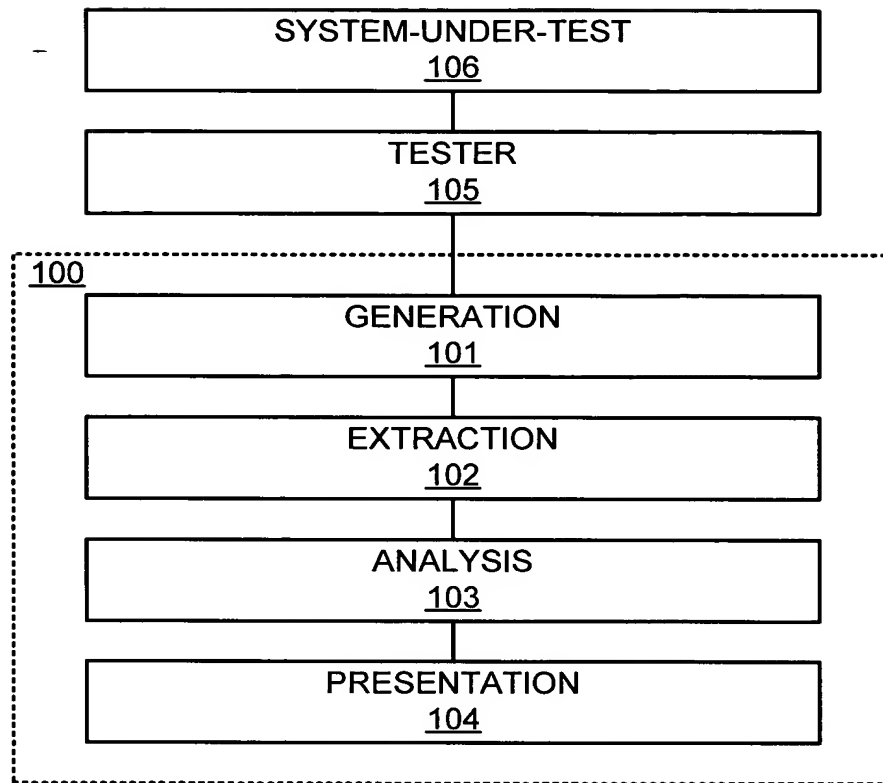 SYSTEM-UNDER-TEST
106
TESTER
105
100
GENERATION
101
EXTRACTION
102
ANALYSIS
103
PRESENTATION
104